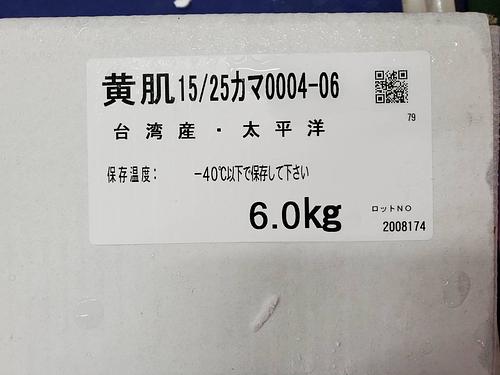 黄肌15/25カマ0004-06
79
台湾産・太平洋
保存温度: -40℃以下で保存して下さい
6.0kg
ロットNO
2008174